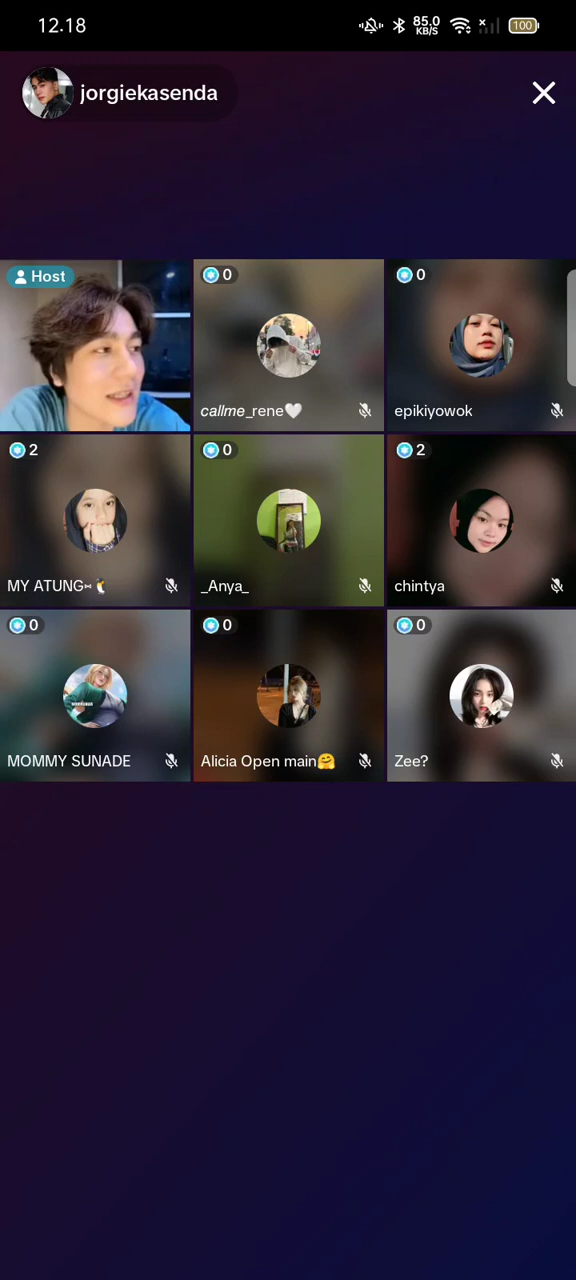 12.18
85.0
KB/S
100
jorgiekasenda
Host
0
0
callme_rene🤍
epikiyowok
2
0
2
MY ATUNG🎀🐧
_Anya_
chintya
0
0
0
MOMMY SUNADE
Alicia Open main🤗
Zee?